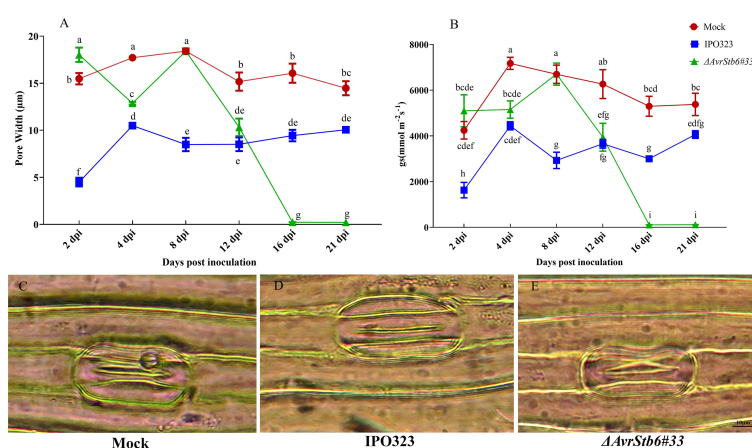 A
20
15
10
5
0
Pore Width (µm)
a
b
f
a
c
d
a
e
b
de
e
b
de
g
bc
de
g
2 dpi
4 dpi
8 dpi
12 dpi
16 dpi
21 dpi
Days post inoculation
B
8000
6000
4000
2000
0
gs(mmol m⁻²s⁻¹)
bcde
cdef
h
a
bcde
cdef
a
g
ab
efg
fg
bcd
g
i
bc
edfg
i
2 dpi
4 dpi
8 dpi
12 dpi
16 dpi
21 dpi
Days post inoculation
Mock
IPO323
ΔAvrStb6#33
C
D
E
Mock
IPO323
ΔAvrStb6#33